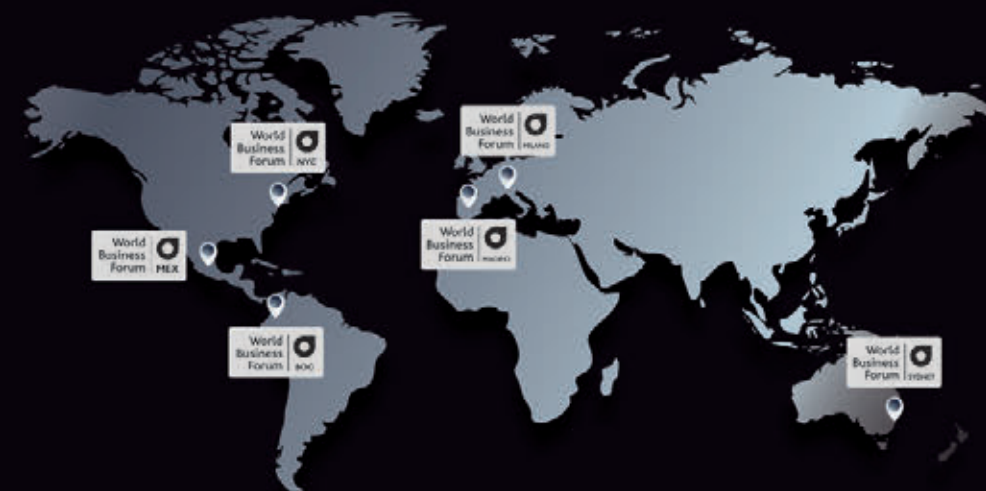 World
Business
Forum
NYC
World
Business
Forum
MILANO
World
Business
Forum
MEX
World
Business
Forum
MADRID
World
Business
Forum
BOG
World
Business
Forum
SYDNEY